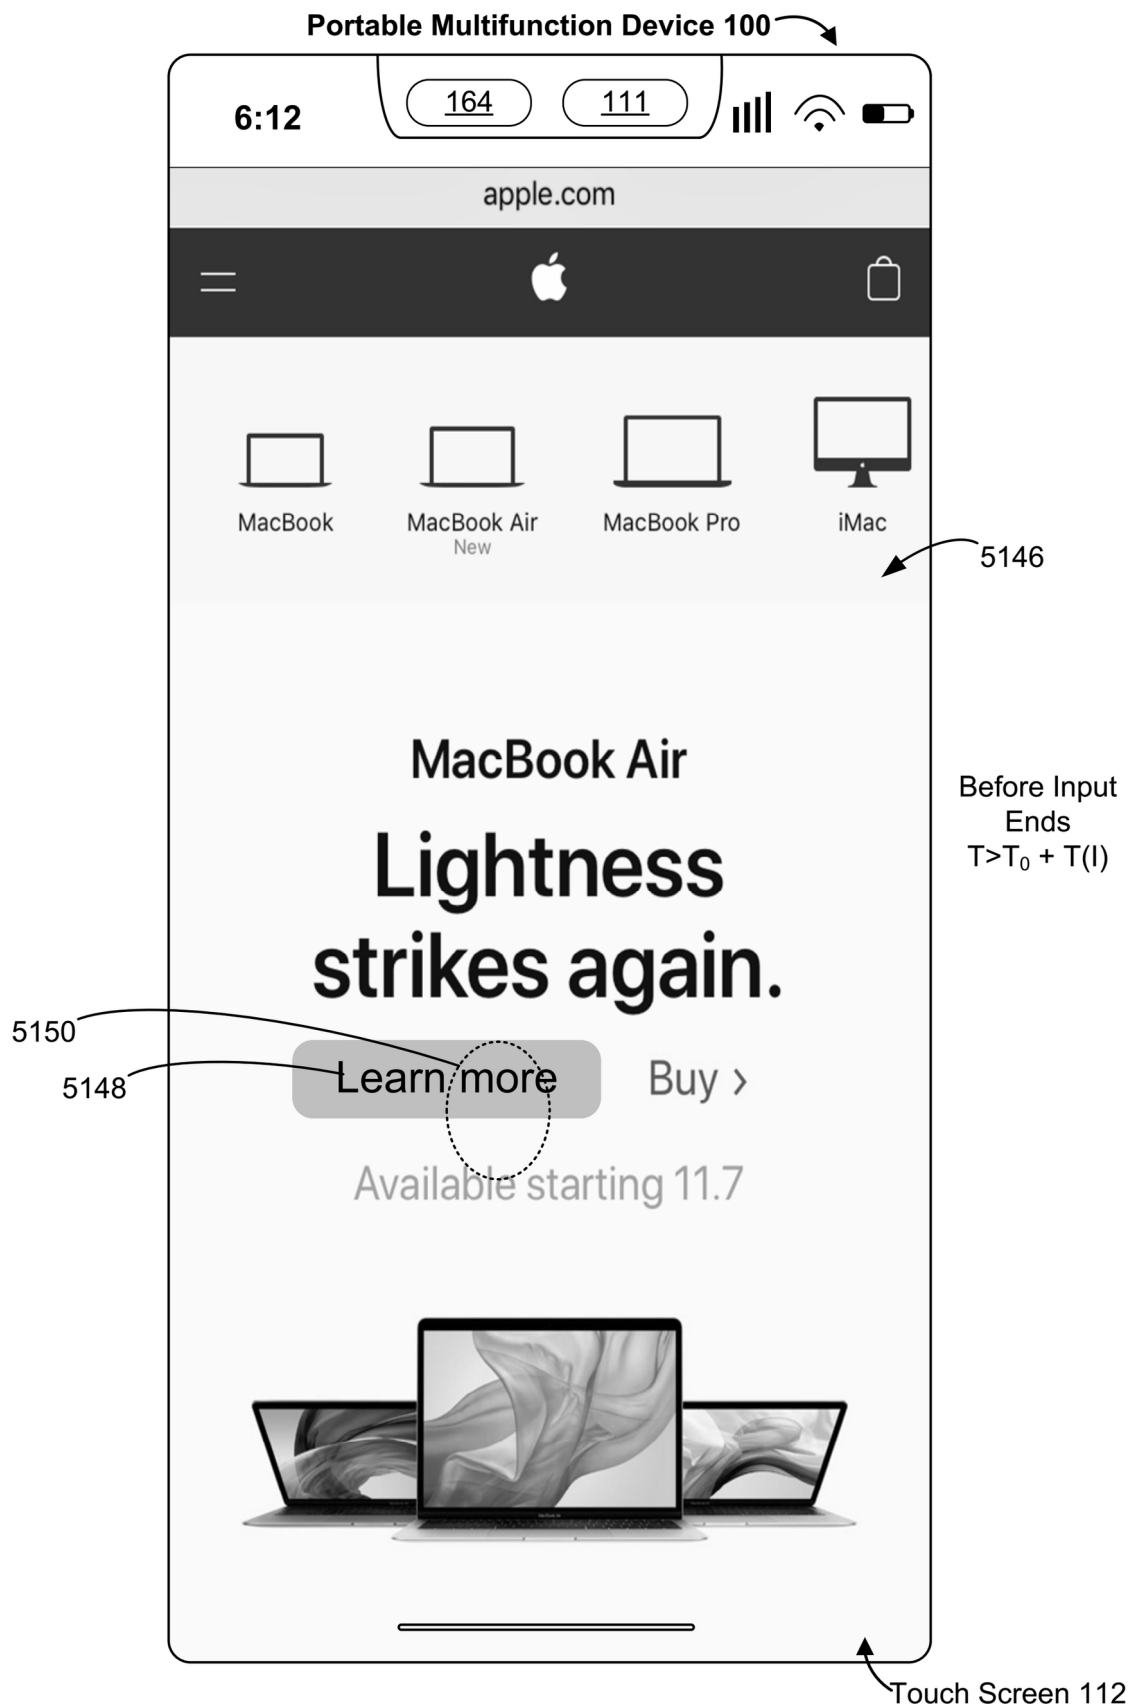 Portable Multifunction Device 100
6:12
164
111
apple.com
MacBook
MacBook Air
New
MacBook Pro
iMac
5146
MacBook Air
Lightness
strikes again.
Before Input
Ends
T>T₀ + T(I)
5150
5148
Learn more
Buy ›
Available starting 11.7
Touch Screen 112